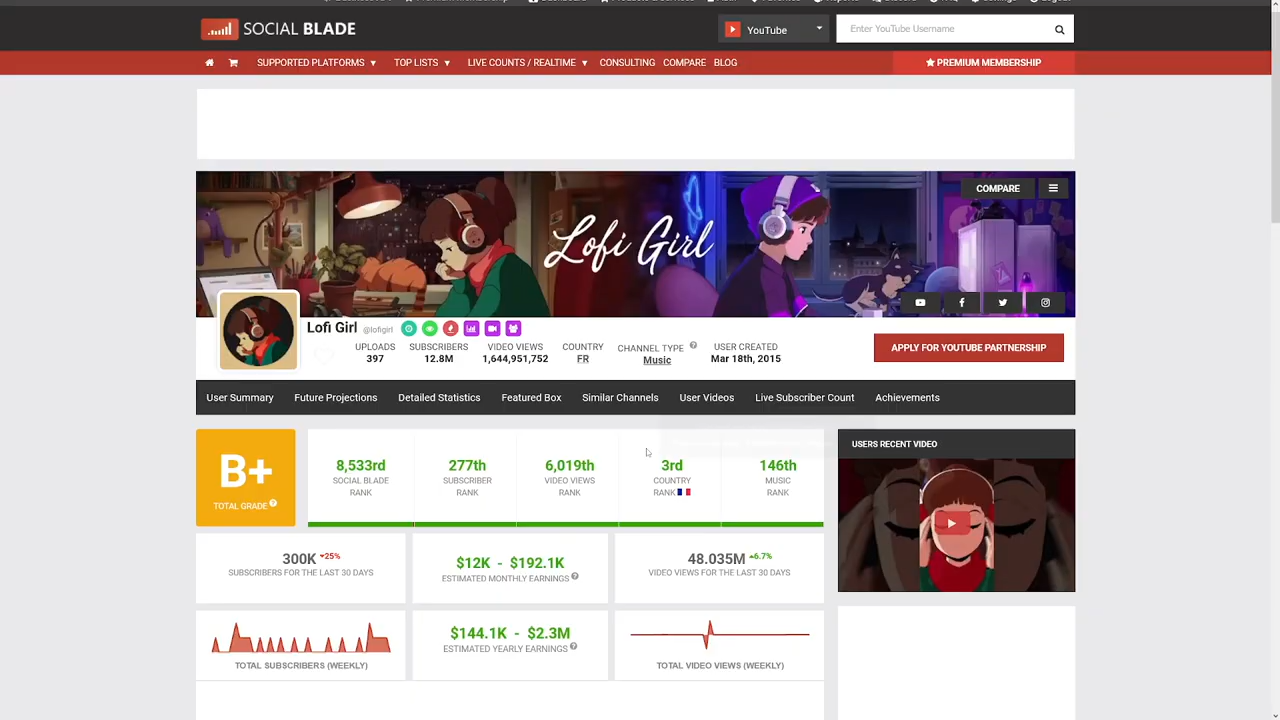 SOCIAL BLADE
YouTube
Enter YouTube Username
SUPPORTED PLATFORMS
TOP LISTS
LIVE COUNTS / REALTIME
CONSULTING
COMPARE
BLOG
PREMIUM MEMBERSHIP
COMPARE
Lofi Girl
Lofi Girl @lofigirl
UPLOADS
397
SUBSCRIBERS
12.8M
VIDEO VIEWS
1,644,951,752
COUNTRY
FR
CHANNEL TYPE
Music
USER CREATED
Mar 18th, 2015
APPLY FOR YOUTUBE PARTNERSHIP
User Summary
Future Projections
Detailed Statistics
Featured Box
Similar Channels
User Videos
Live Subscriber Count
Achievements
B+
TOTAL GRADE
8,533rd
SOCIAL BLADE
RANK
277th
SUBSCRIBER
RANK
6,019th
VIDEO VIEWS
RANK
3rd
COUNTRY
RANK
146th
MUSIC
RANK
USERS RECENT VIDEO
300K 25%
SUBSCRIBERS FOR THE LAST 30 DAYS
$12K - $192.1K
ESTIMATED MONTHLY EARNINGS
48.035M 6.7%
VIDEO VIEWS FOR THE LAST 30 DAYS
TOTAL SUBSCRIBERS (WEEKLY)
$144.1K - $2.3M
ESTIMATED YEARLY EARNINGS
TOTAL VIDEO VIEWS (WEEKLY)